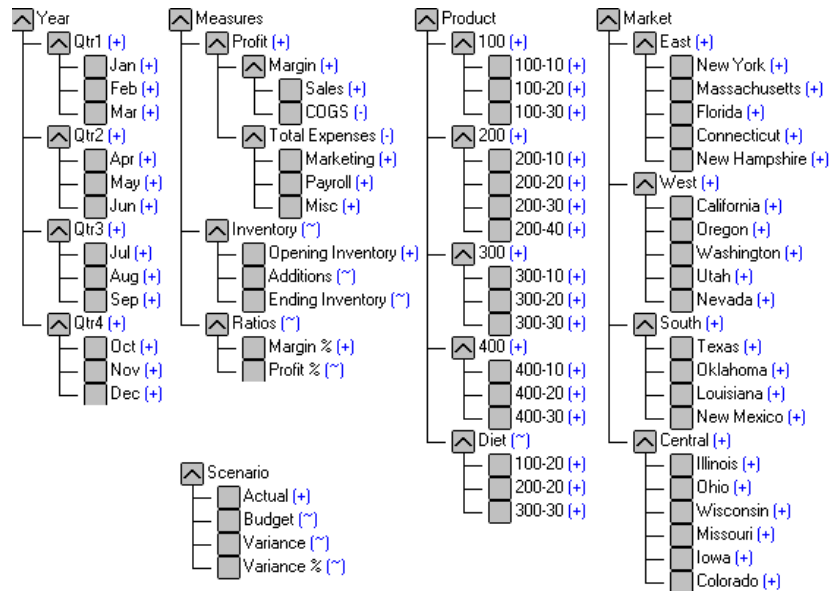 Year
Qtr1 (+)
Jan (+)
Feb (+)
Mar (+)
Qtr2 (+)
Apr (+)
May (+)
Jun (+)
Qtr3 (+)
Jul (+)
Aug (+)
Sep (+)
Qtr4 (+)
Oct (+)
Nov (+)
Dec (+)
Measures
Profit (+)
Margin (+)
Sales (+)
COGS (-)
Total Expenses (-)
Marketing (+)
Payroll (+)
Misc (+)
Inventory (~)
Opening Inventory (+)
Additions (~)
Ending Inventory (~)
Ratios (~)
Margin % (+)
Profit % (~)
Scenario
Actual (+)
Budget (~)
Variance (~)
Variance % (~)
Product
100 (+)
100-10 (+)
100-20 (+)
100-30 (+)
200 (+)
200-10 (+)
200-20 (+)
200-30 (+)
200-40 (+)
300 (+)
300-10 (+)
300-20 (+)
300-30 (+)
400 (+)
400-10 (+)
400-20 (+)
400-30 (+)
Diet (~)
100-20 (+)
200-20 (+)
300-30 (+)
Market
East (+)
New York (+)
Massachusetts (+)
Florida (+)
Connecticut (+)
New Hampshire (+)
West (+)
California (+)
Oregon (+)
Washington (+)
Utah (+)
Nevada (+)
South (+)
Texas (+)
Oklahoma (+)
Louisiana (+)
New Mexico (+)
Central (+)
Illinois (+)
Ohio (+)
Wisconsin (+)
Missouri (+)
Iowa (+)
Colorado (+)